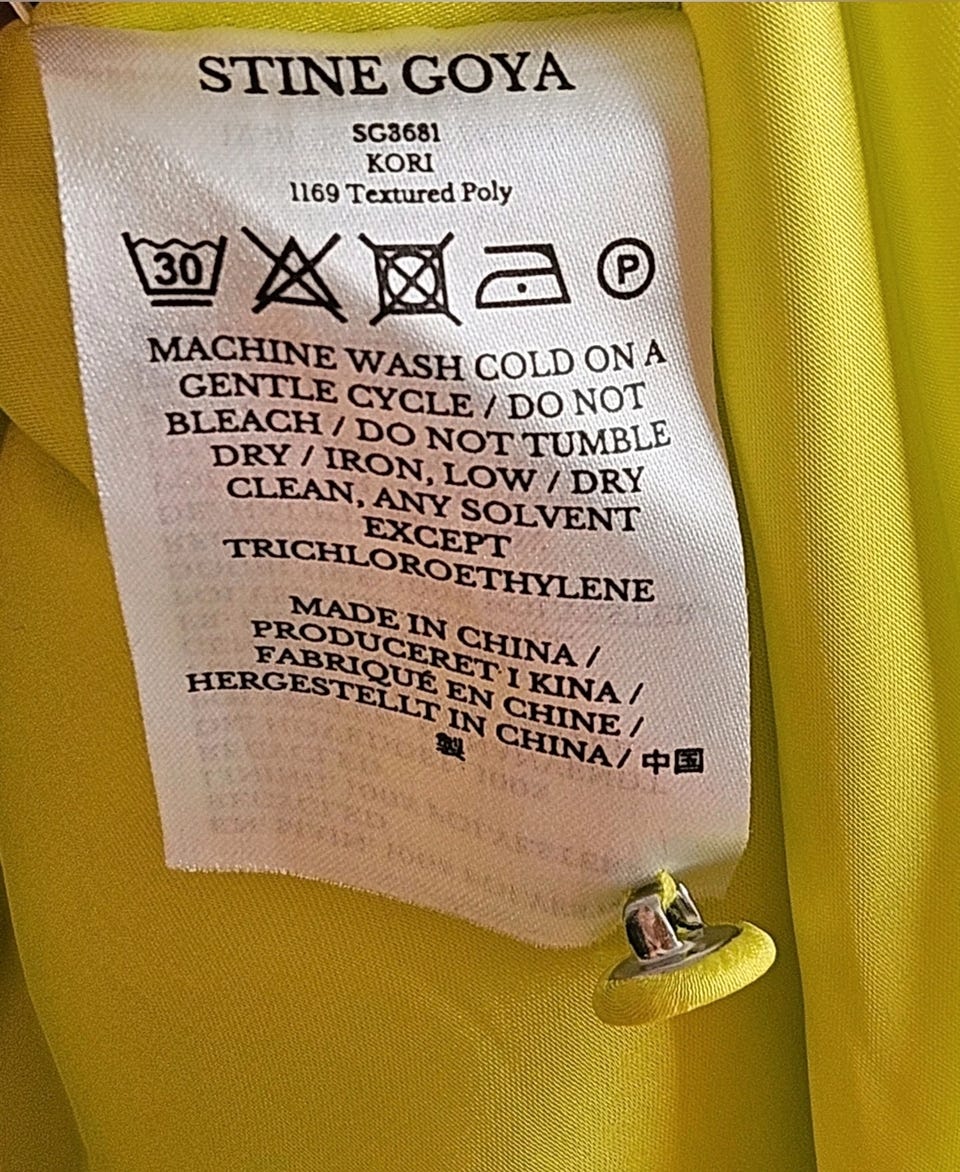 STINE GOYA
SG3681
KORI
1169 Textured Poly
30
P
MACHINE WASH COLD ON A
GENTLE CYCLE / DO NOT
BLEACH / DO NOT TUMBLE
DRY / IRON, LOW / DRY
CLEAN, ANY SOLVENT
EXCEPT
TRICHLOROETHYLENE
MADE IN CHINA /
PRODUCERET I KINA /
FABRIQUÉ EN CHINE /
HERGESTELLT IN CHINA / 中国
製